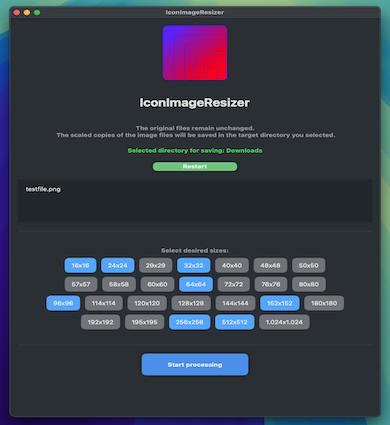 IconImageResizer
IconImageResizer
The original files remain unchanged.
The scaled copies of the image files will be saved in the target directory you selected.
Selected directory for saving: Downloads
Restart
testfile.png
Select desired sizes:
16x16 24x24 29x29 32x32 40x40 48x48 50x50
57x57 58x58 60x60 64x64 72x72 76x76 80x80
96x96 114x114 120x120 128x128 144x144 152x152 180x180
192x192 195x195 256x256 512x512 1.024x1.024
Start processing